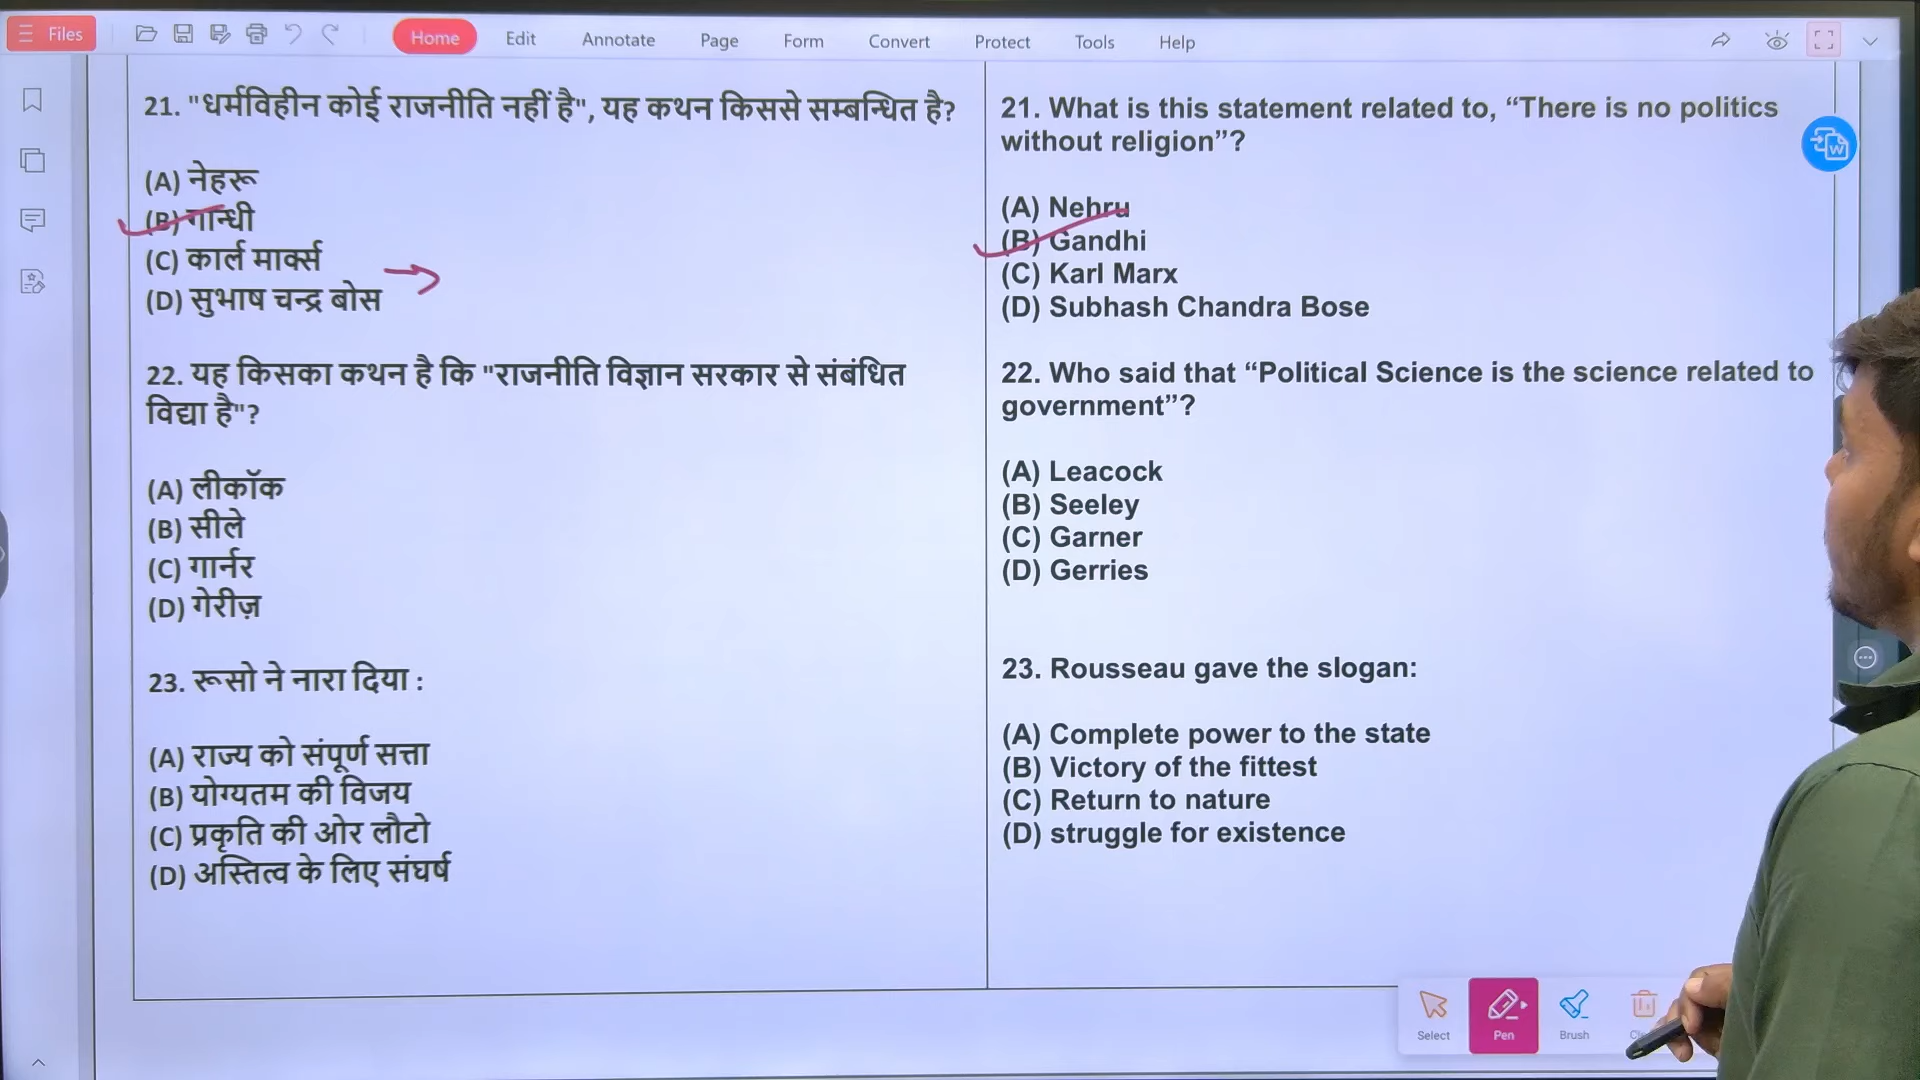 Files
Home
Edit
Annotate
Page
Form
Convert
Protect
Tools
Help
21. "धर्मविहीन कोई राजनीति नहीं है", यह कथन किससे सम्बन्धित है?
(A) नेहरू
(B) गान्धी
(C) कार्ल मार्क्स
(D) सुभाष चन्द्र बोस
22. यह किसका कथन है कि "राजनीति विज्ञान सरकार से संबंधित
विद्या है"?
(A) लीकॉक
(B) सीले
(C) गार्नर
(D) गेरीज़
23. रूसो ने नारा दिया :
(A) राज्य को संपूर्ण सत्ता
(B) योग्यतम की विजय
(C) प्रकृति की ओर लौटो
(D) अस्तित्व के लिए संघर्ष
21. What is this statement related to, “There is no politics
without religion”?
(A) Nehru
(B) Gandhi
(C) Karl Marx
(D) Subhash Chandra Bose
22. Who said that “Political Science is the science related to
government”?
(A) Leacock
(B) Seeley
(C) Garner
(D) Gerries
23. Rousseau gave the slogan:
(A) Complete power to the state
(B) Victory of the fittest
(C) Return to nature
(D) struggle for existence
W
Select
Pen
Brush